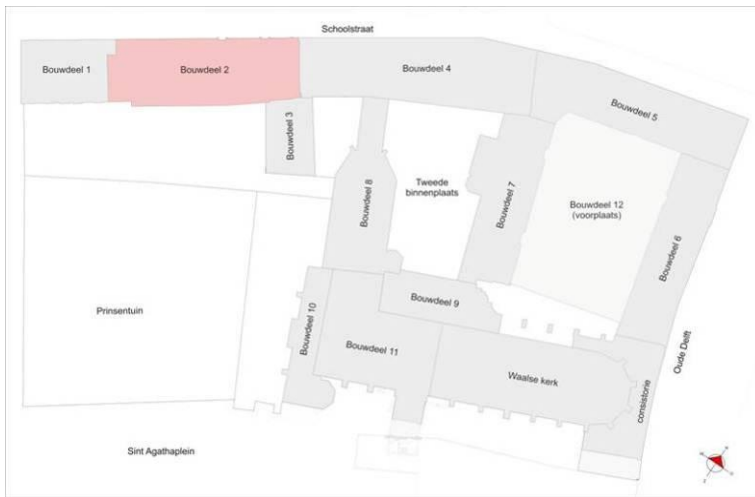 Schoolstraat
Bouwdeel 1
Bouwdeel 2
Bouwdeel 4
Bouwdeel 5
Bouwdeel 3
Bouwdeel 8
Tweede
binnenplaats
Bouwdeel 7
Bouwdeel 12
(voorplaats)
Bouwdeel 6
Prinsentuin
Bouwdeel 10
Bouwdeel 9
Bouwdeel 11
Waalse kerk
consistorie
Oude Delft
Sint Agathaplein